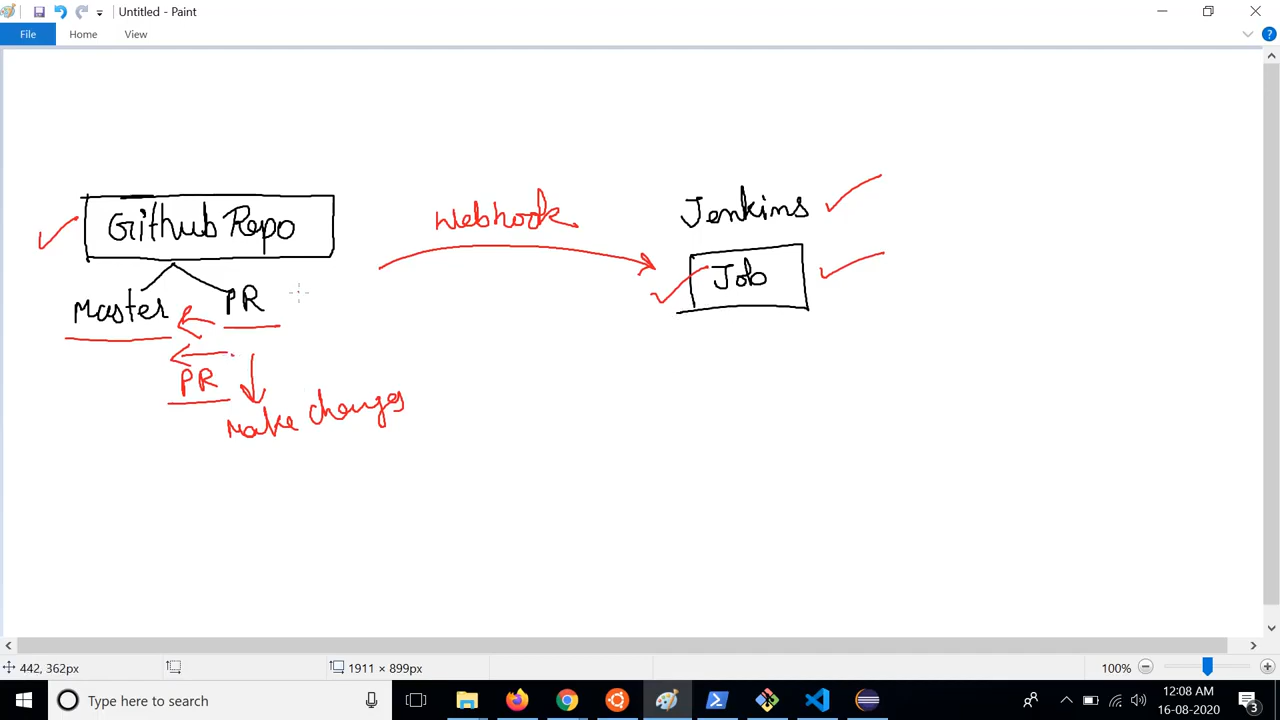 Untitled - Paint
File Home View
Webhook
Jenkins
Github Repo
Job
Master PR
PR
Make changes
442, 362px
1911 × 899px
100%
Type here to search
12:08 AM
16-08-2020
3